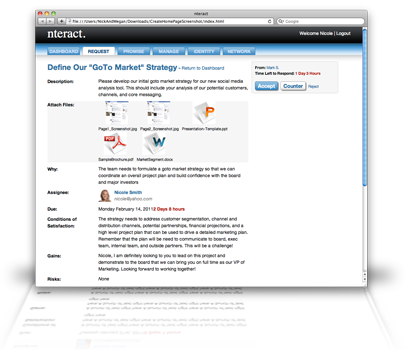 nteract
file:///Users/NickAndMegan/Downloads/CreateHomePageScreenshot/index.html
Google
nteract.
Welcome Nicole | Logout
DASHBOARD REQUEST PROMISE MANAGE IDENTITY NETWORK
Define Our "GoTo Market" Strategy - Return to Dashboard
From: Mark S.
Time Left to Respond: 1 Day 2 Hours
Accept Counter Reject
Description: Please develop our initial goto market strategy for our new social media
analysis tool. This should include your analysis of our potential customers,
channels, and core messaging.
Attach Files:
Page1_Screenshot.jpg Page2_Screenshot.jpg Presentation-Template.ppt
PDF
SampleBrochure.pdf MarketSegment.docx
Why: The team needs to formulate a goto market strategy so that we can
coordinate an overall project plan and build confidence with the board
and major investors
Assignee: Nicole Smith
nicole@yahoo.com
Due: Monday February 14, 2011 2 Days 6 hours
Conditions of Satisfaction: The strategy needs to address customer segmentation, channel and
distribution channels, potential partnerships, financial projections, and a
high level project plan that can be used to drive a detailed marketing plan.
Remember that the plan will be need to communicate to board, exec
team, internal team, and outside partners. This will be a challenge!
Gains: Nicole, I am definitely looking to you to lead on this project and
demonstrate to the board that we can bring you on full time as our VP of
Marketing. Looking forward to working together!
Risks: None